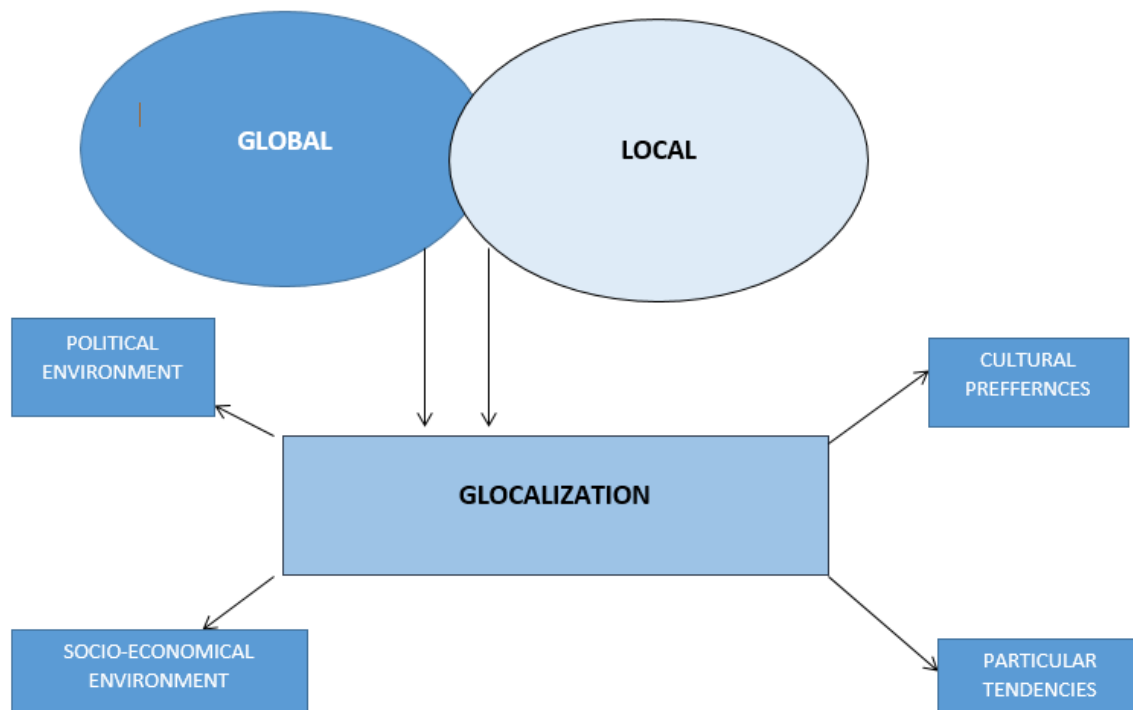 GLOBAL
LOCAL
POLITICAL
ENVIRONMENT
CULTURAL
PREFFERNCES
GLOCALIZATION
SOCIO-ECONOMICAL
ENVIRONMENT
PARTICULAR
TENDENCIES